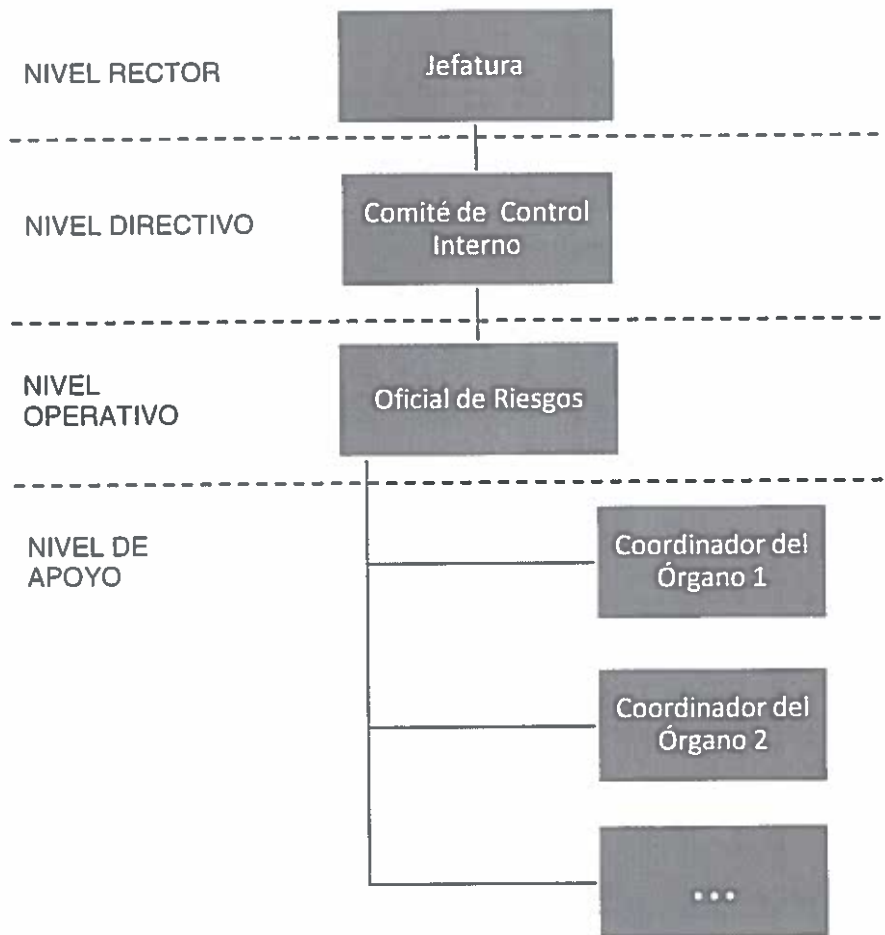 NIVEL RECTOR
Jefatura
NIVEL DIRECTIVO
Comité de Control
Interno
NIVEL
OPERATIVO
Oficial de Riesgos
NIVEL DE
APOYO
Coordinador del
Órgano 1
Coordinador del
Órgano 2
...